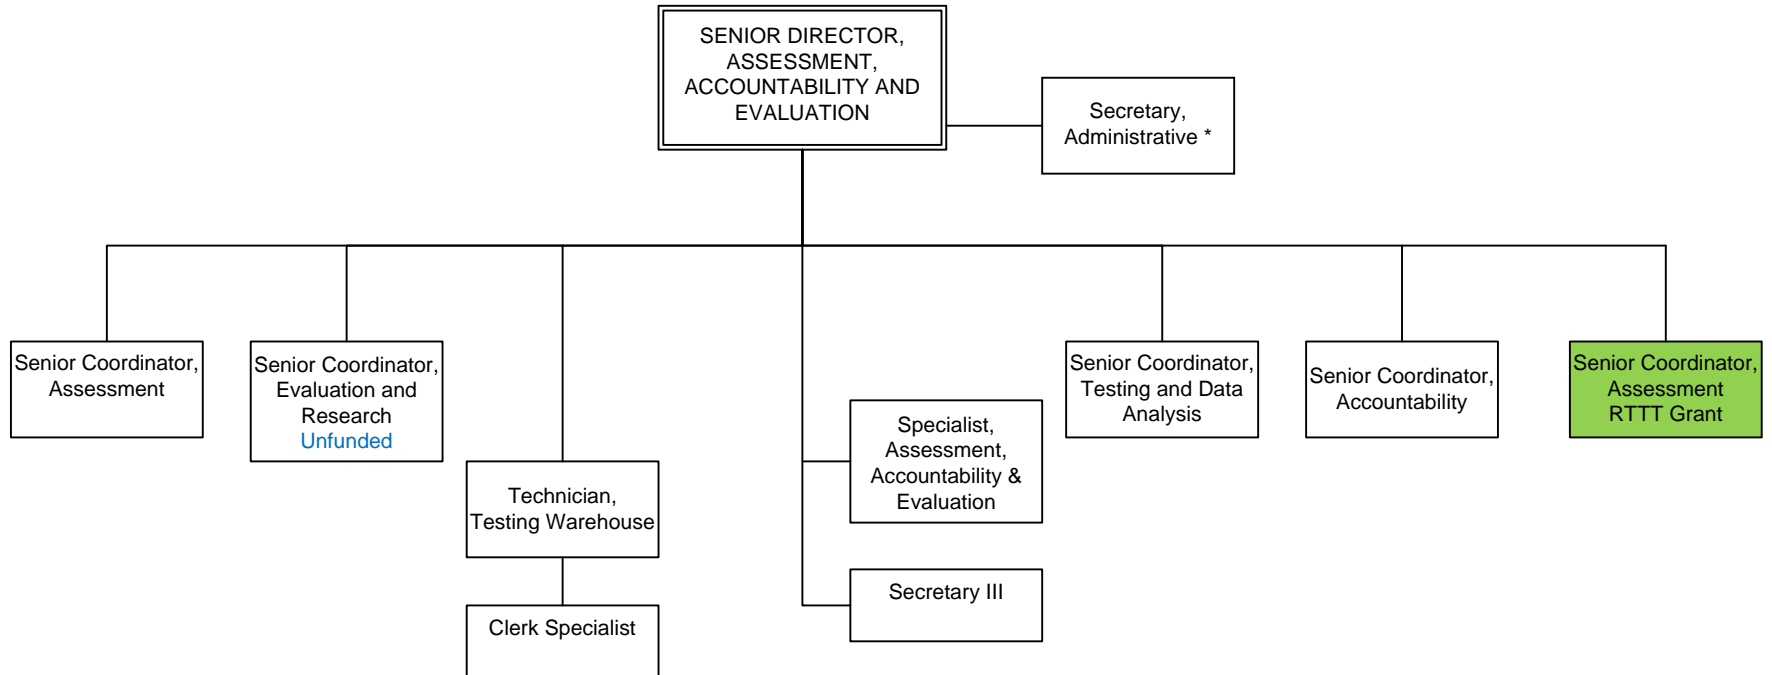 SENIOR DIRECTOR,
ASSESSMENT,
ACCOUNTABILITY AND
EVALUATION
Secretary,
Administrative *
Senior Coordinator,
Assessment
Senior Coordinator,
Evaluation and
Research
Unfunded
Technician,
Testing Warehouse
Clerk Specialist
Specialist,
Assessment,
Accountability &
Evaluation
Secretary III
Senior Coordinator,
Testing and Data
Analysis
Senior Coordinator,
Accountability
Senior Coordinator,
Assessment
RTTT Grant